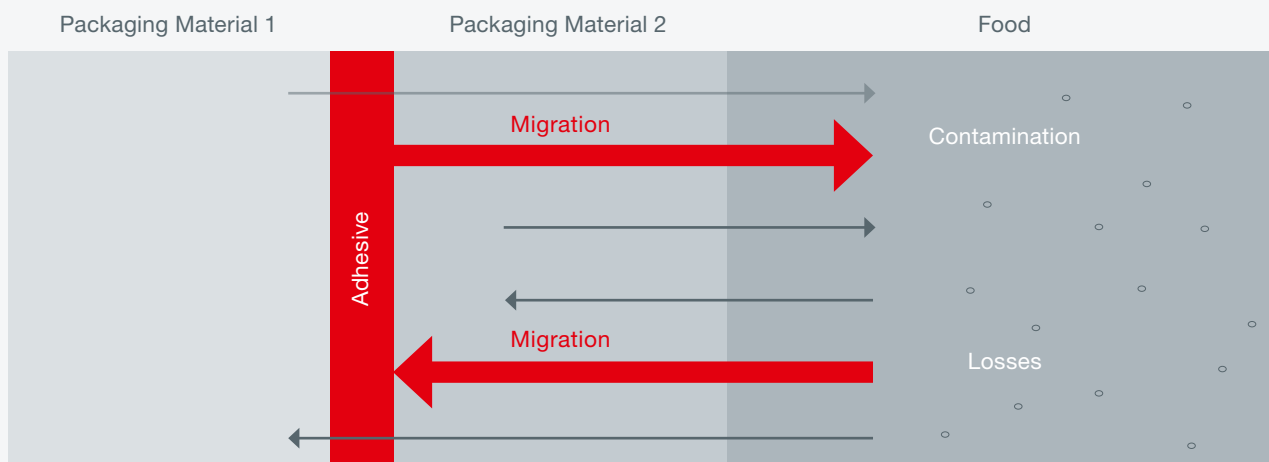 Packaging Material 1
Packaging Material 2
Food
Migration
Contamination
Adhesive
Migration
Losses